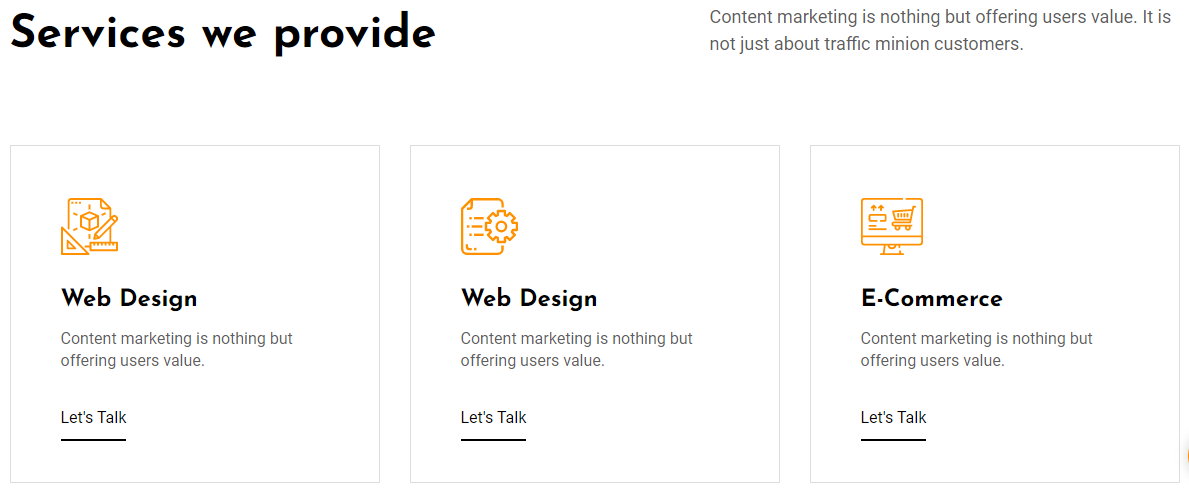 Services we provide
Content marketing is nothing but offering users value. It is
not just about traffic minion customers.
Web Design
Content marketing is nothing but
offering users value.
Let's Talk
Web Design
Content marketing is nothing but
offering users value.
Let's Talk
E-Commerce
Content marketing is nothing but
offering users value.
Let's Talk